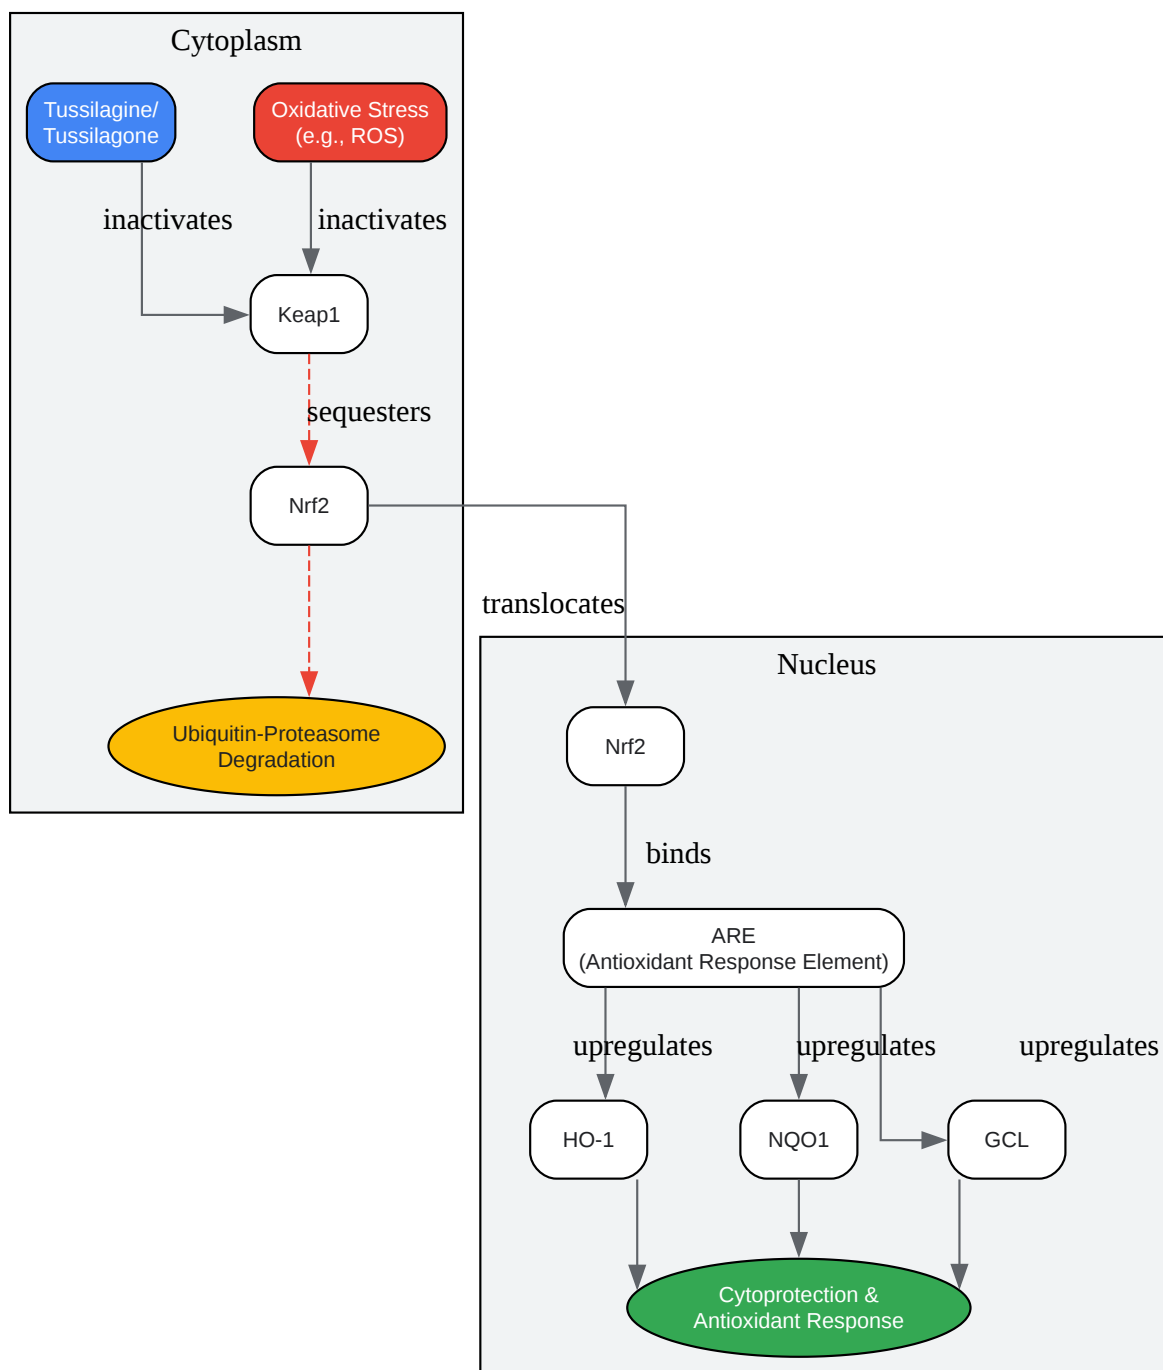 Cytoplasm
Tussilagine/
Tussilagone
Oxidative Stress
(e.g., ROS)
inactivates
inactivates
Keap1
sequesters
Nrf2
translocates
Nucleus
Ubiquitin-Proteasome
Degradation
Nrf2
binds
ARE
(Antioxidant Response Element)
upregulates
upregulates
upregulates
HO-1
NQO1
GCL
Cytoprotection &
Antioxidant Response